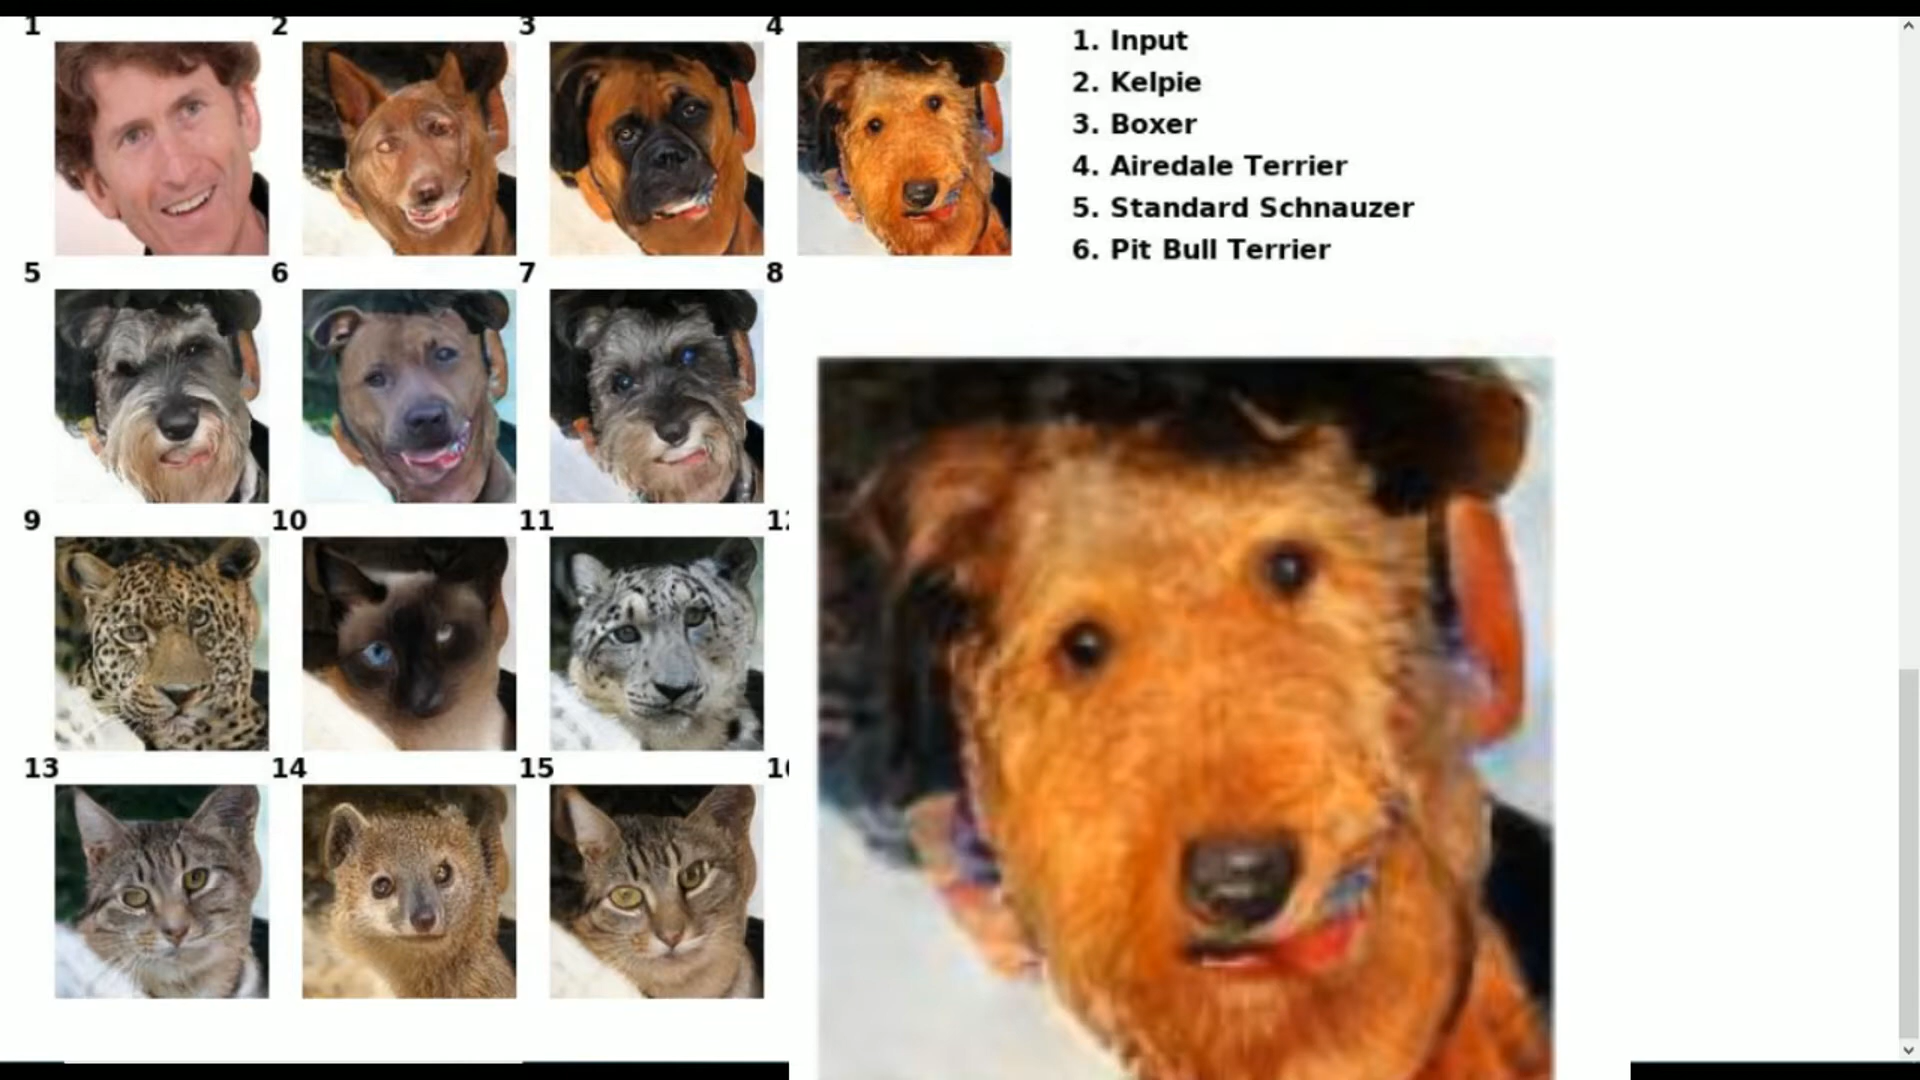 1 2 3 4
1. Input
2. Kelpie
3. Boxer
4. Airedale Terrier
5. Standard Schnauzer
6. Pit Bull Terrier
5 6 7 8
9 10 11
13 14 15